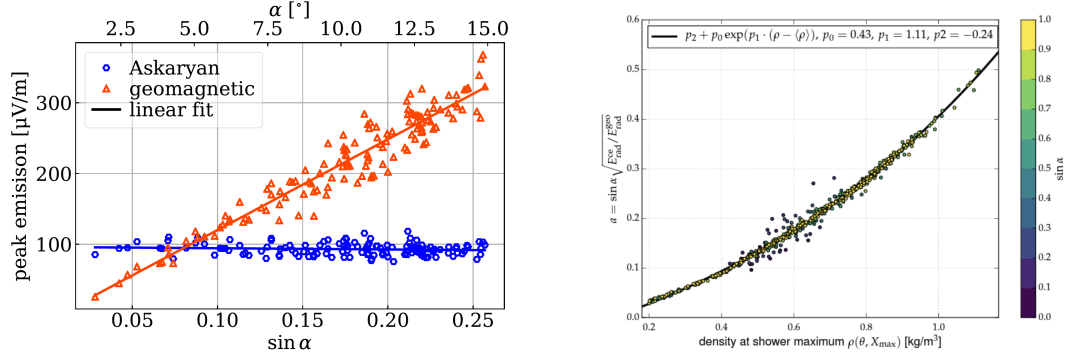 α [°]
2.5 5.0 7.5 10.0 12.5 15.0
peak emisison [µV/m]
300
200
100
Askaryan
geomagnetic
linear fit
0.05 0.10 0.15 0.20 0.25
sin α
0.6
0.5
0.4
0.3
0.2
0.1
0.0
a = sin α √E_rad^ce / E_rad^geo
p₂ + p₀ exp(p₁ · (ρ − ⟨ρ⟩), p₀ = 0.43, p₁ = 1.11, p2 = −0.24
0.2 0.4 0.6 0.8 1.0
density at shower maximum ρ(θ, X_max) [kg/m³]
1.0
0.9
0.8
0.7
0.6
0.5
0.4
0.3
0.2
0.1
0.0
sin α